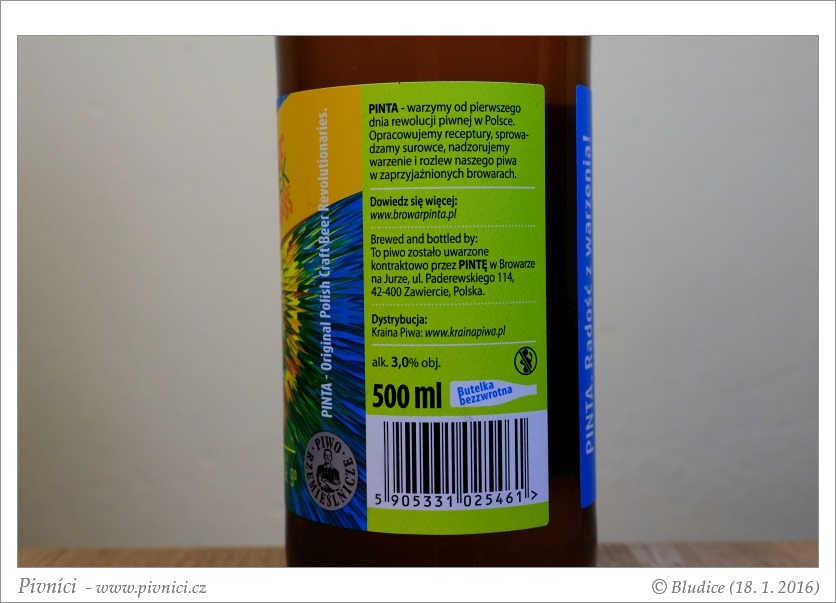 PINTA - Original Polish Craft Beer Revolutionaries.
PIWO
RZEMIEŚLNICZE
PINTA - warzymy od pierwszego
dnia rewolucji piwnej w Polsce.
Opracowujemy receptury, sprowa-
dzamy surowce, nadzorujemy
warzenie i rozlew naszego piwa
w zaprzyjaźnionych browarach.
Dowiedz się więcej:
www.browarpinta.pl
Brewed and bottled by:
To piwo zostało uwarzone
kontraktowo przez PINTĘ w Browarze
na Jurze, ul. Paderewskiego 114,
42-400 Zawiercie, Polska.
Dystrybucja:
Kraina Piwa: www.krainapiwa.pl
alk. 3,0% obj.
500 ml
Butelka
bezzwrotna
5 905331 025461 >
PINTA. Radość z warzenia!
Pivníci - www.pivnici.cz
© Bludice (18. 1. 2016)